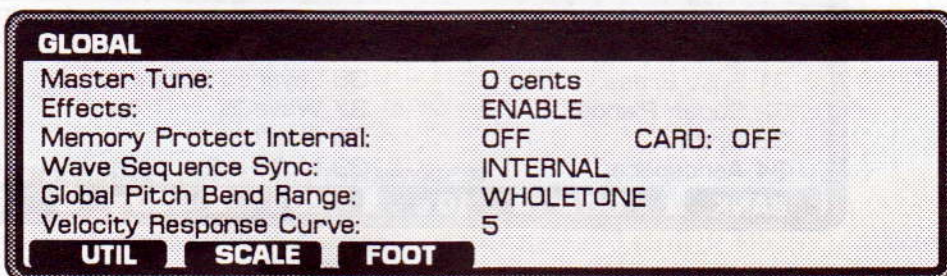 GLOBAL
Master Tune: 0 cents
Effects: ENABLE
Memory Protect Internal: OFF CARD: OFF
Wave Sequence Sync: INTERNAL
Global Pitch Bend Range: WHOLETONE
Velocity Response Curve: 5
UTIL SCALE FOOT